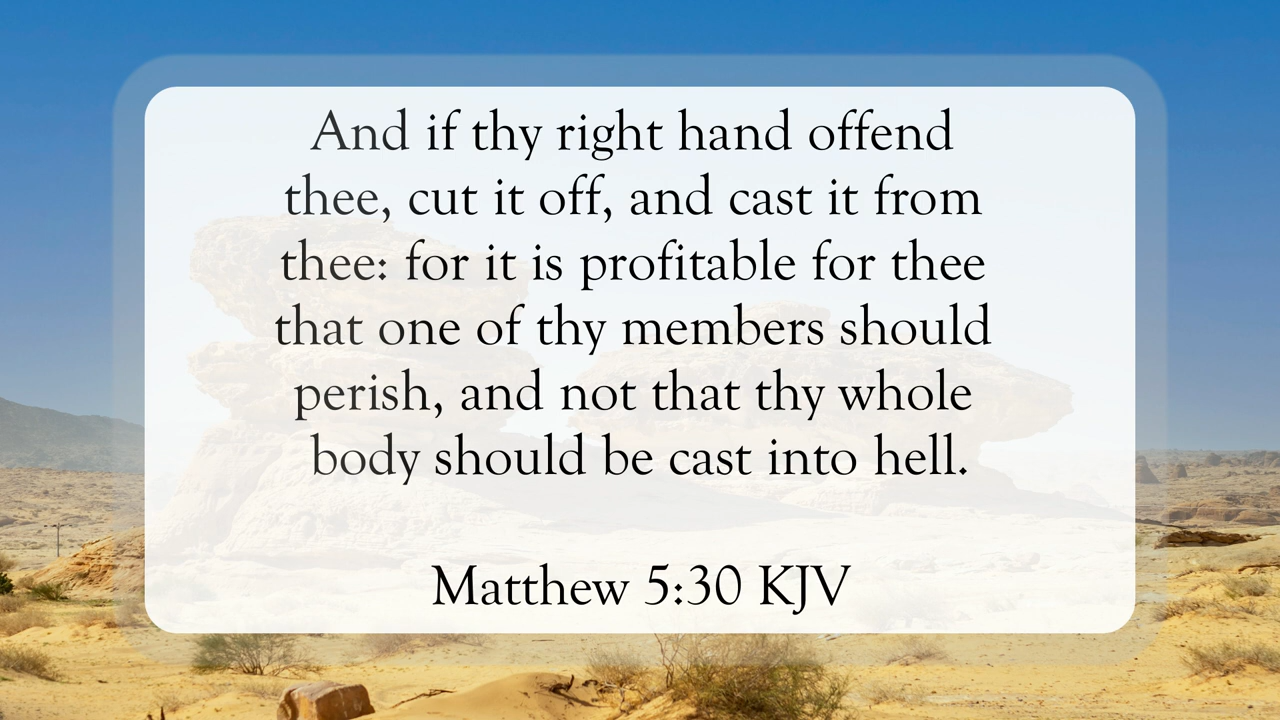 And if thy right hand offend
thee, cut it off, and cast it from
thee: for it is profitable for thee
that one of thy members should
perish, and not that thy whole
body should be cast into hell.
Matthew 5:30 KJV